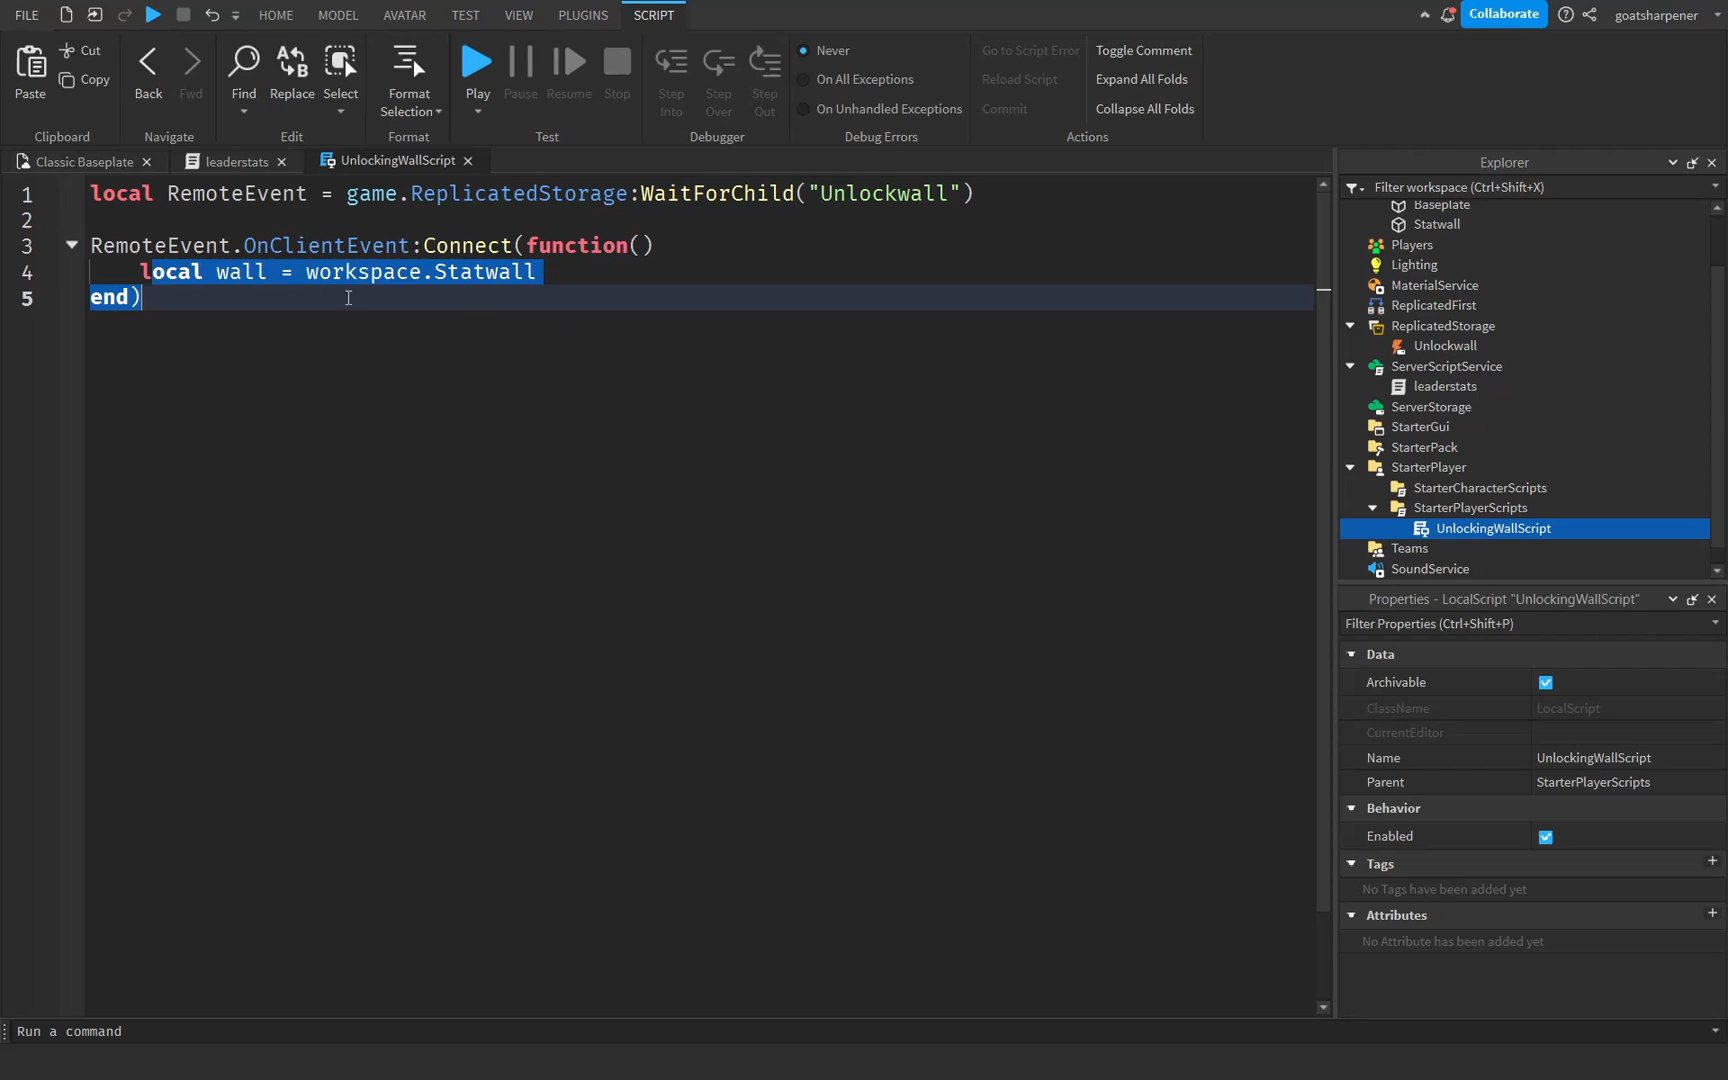 FILE HOME MODEL AVATAR TEST VIEW PLUGINS SCRIPT Collaborate goatsharpener
Paste Cut Copy Back Fwd Find Replace Select Format Selection Play Pause Resume Stop Step Into Step Over Step Out
Never Go to Script Error Toggle Comment
On All Exceptions Reload Script Expand All Folds
On Unhandled Exceptions Commit Collapse All Folds
Clipboard Navigate Edit Format Test Debugger Debug Errors Actions
Classic Baseplate leaderstats UnlockingWallScript
1 local RemoteEvent = game.ReplicatedStorage:WaitForChild("Unlockwall")
2
3 RemoteEvent.OnClientEvent:Connect(function()
4 local wall = workspace.Statwall
5 end)
Explorer
Filter workspace (Ctrl+Shift+X)
Baseplate
Statwall
Players
Lighting
MaterialService
ReplicatedFirst
ReplicatedStorage
Unlockwall
ServerScriptService
leaderstats
ServerStorage
StarterGui
StarterPack
StarterPlayer
StarterCharacterScripts
StarterPlayerScripts
UnlockingWallScript
Teams
SoundService
Properties - LocalScript "UnlockingWallScript"
Filter Properties (Ctrl+Shift+P)
Data
Archivable
ClassName LocalScript
CurrentEditor
Name UnlockingWallScript
Parent StarterPlayerScripts
Behavior
Enabled
Tags +
No Tags have been added yet
Attributes +
No Attribute has been added yet
Run a command